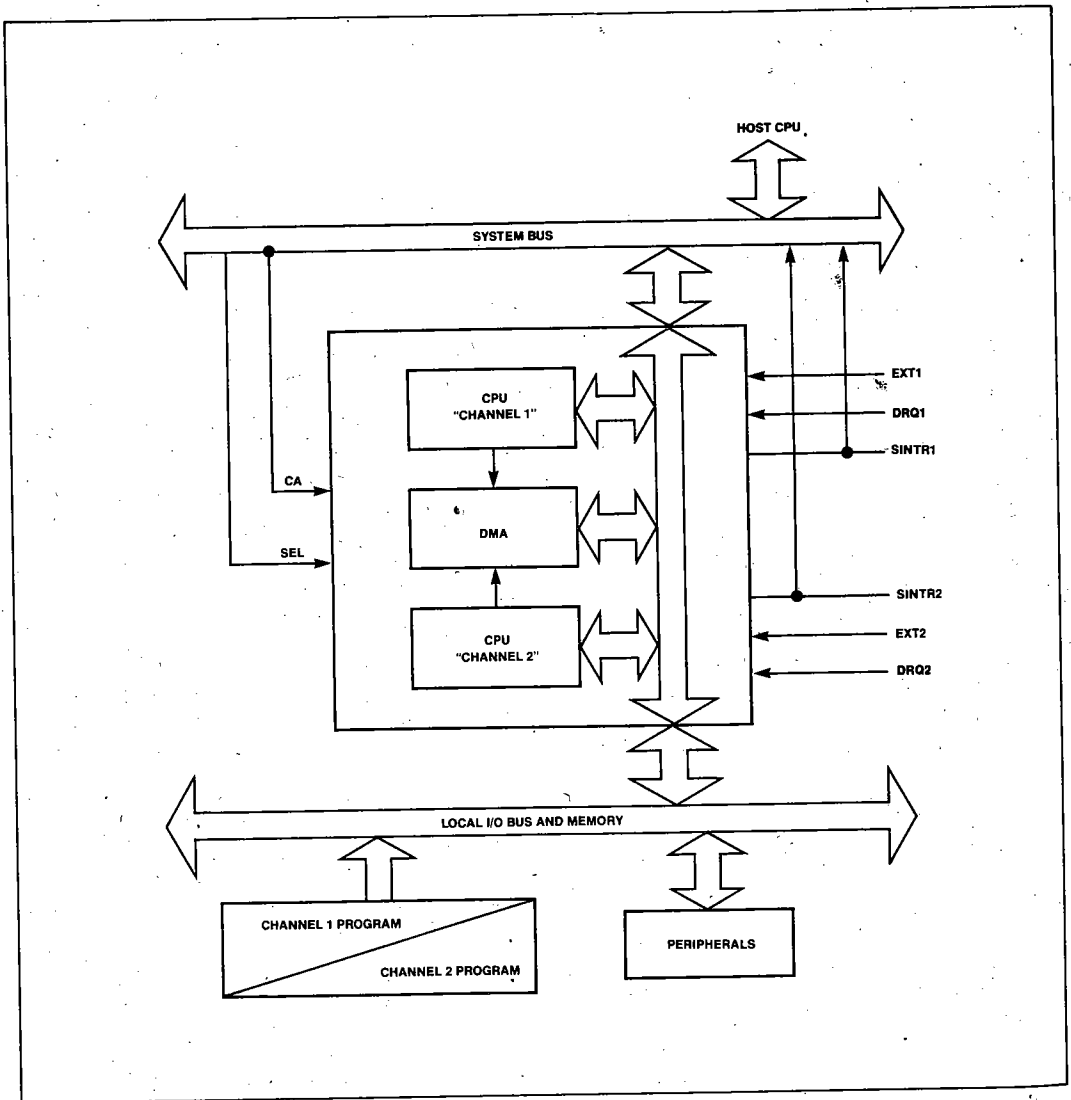 HOST CPU
SYSTEM BUS
CPU
"CHANNEL 1"
EXT1
DRQ1
SINTR1
CA
DMA
SEL
SINTR2
CPU
"CHANNEL 2"
EXT2
DRQ2
LOCAL I/O BUS AND MEMORY
CHANNEL 1 PROGRAM
CHANNEL 2 PROGRAM
PERIPHERALS